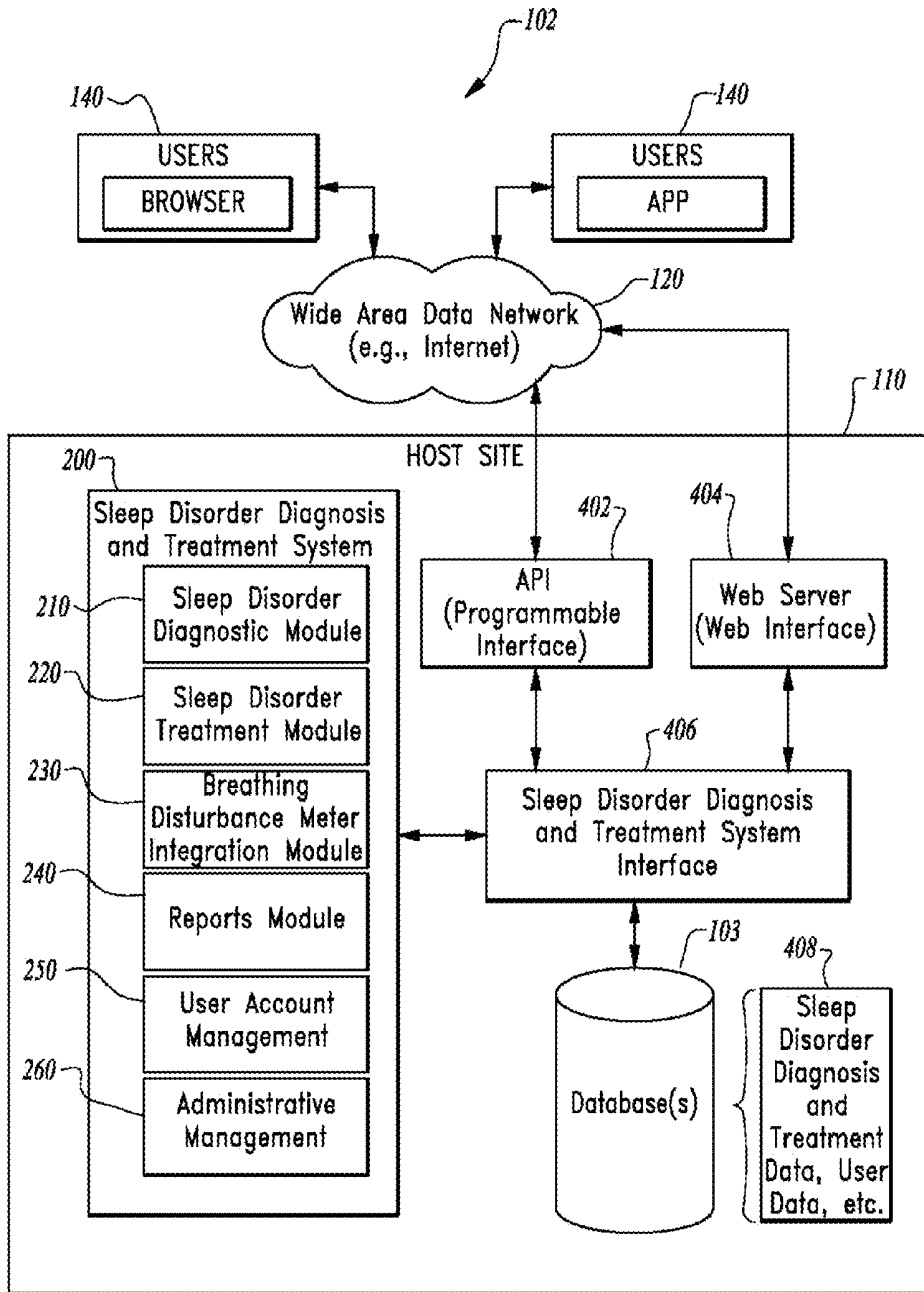 102
140
140
USERS
BROWSER
USERS
APP
120
Wide Area Data Network
(e.g., Internet)
110
HOST SITE
200
Sleep Disorder Diagnosis
and Treatment System
210
Sleep Disorder
Diagnostic Module
220
Sleep Disorder
Treatment Module
230
Breathing
Disturbance Meter
Integration Module
240
Reports Module
250
User Account
Management
260
Administrative
Management
402
API
(Programmable
Interface)
404
Web Server
(Web Interface)
406
Sleep Disorder Diagnosis
and Treatment System
Interface
103
Database(s)
408
Sleep
Disorder
Diagnosis
and
Treatment
Data, User
Data, etc.